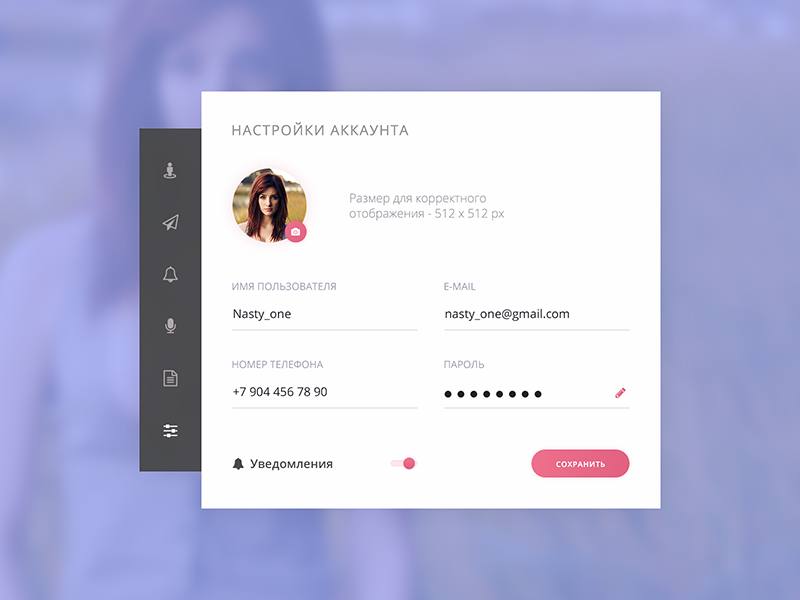 НАСТРОЙКИ АККАУНТА
Размер для корректного
отображения - 512 x 512 px
ИМЯ ПОЛЬЗОВАТЕЛЯ
Nasty_one
E-MAIL
nasty_one@gmail.com
НОМЕР ТЕЛЕФОНА
+7 904 456 78 90
ПАРОЛЬ
Уведомления
СОХРАНИТЬ